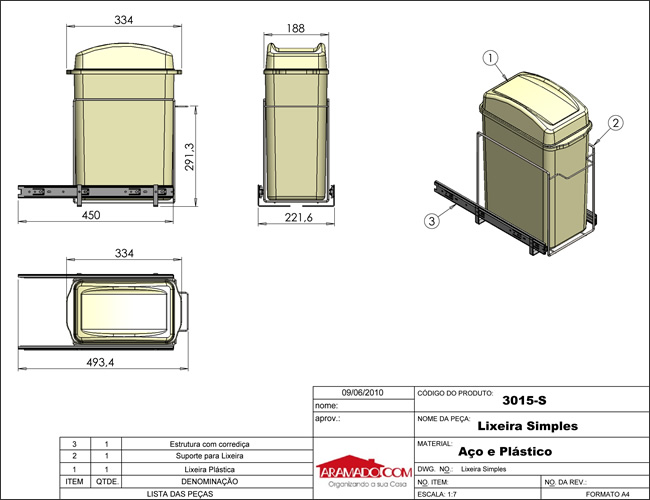 334
188
1
2
291,3
3
450
221,6
334
493,4
09/06/2010
nome:
aprov.:
CÓDIGO DO PRODUTO:
3015-S
NOME DA PEÇA:
Lixeira Simples
MATERIAL:
Aço e Plástico
DWG. NO.: Lixeira Simples
NO. ITEM:
NO. DA REV.:
ESCALA: 1:7
FORMATO A4
3 1 Estrutura com corrediça
2 1 Suporte para Lixeira
1 1 Lixeira Plástica
ITEM QTDE. DENOMINAÇÃO
LISTA DAS PEÇAS
ARAMADO.COM
Organizando a sua Casa